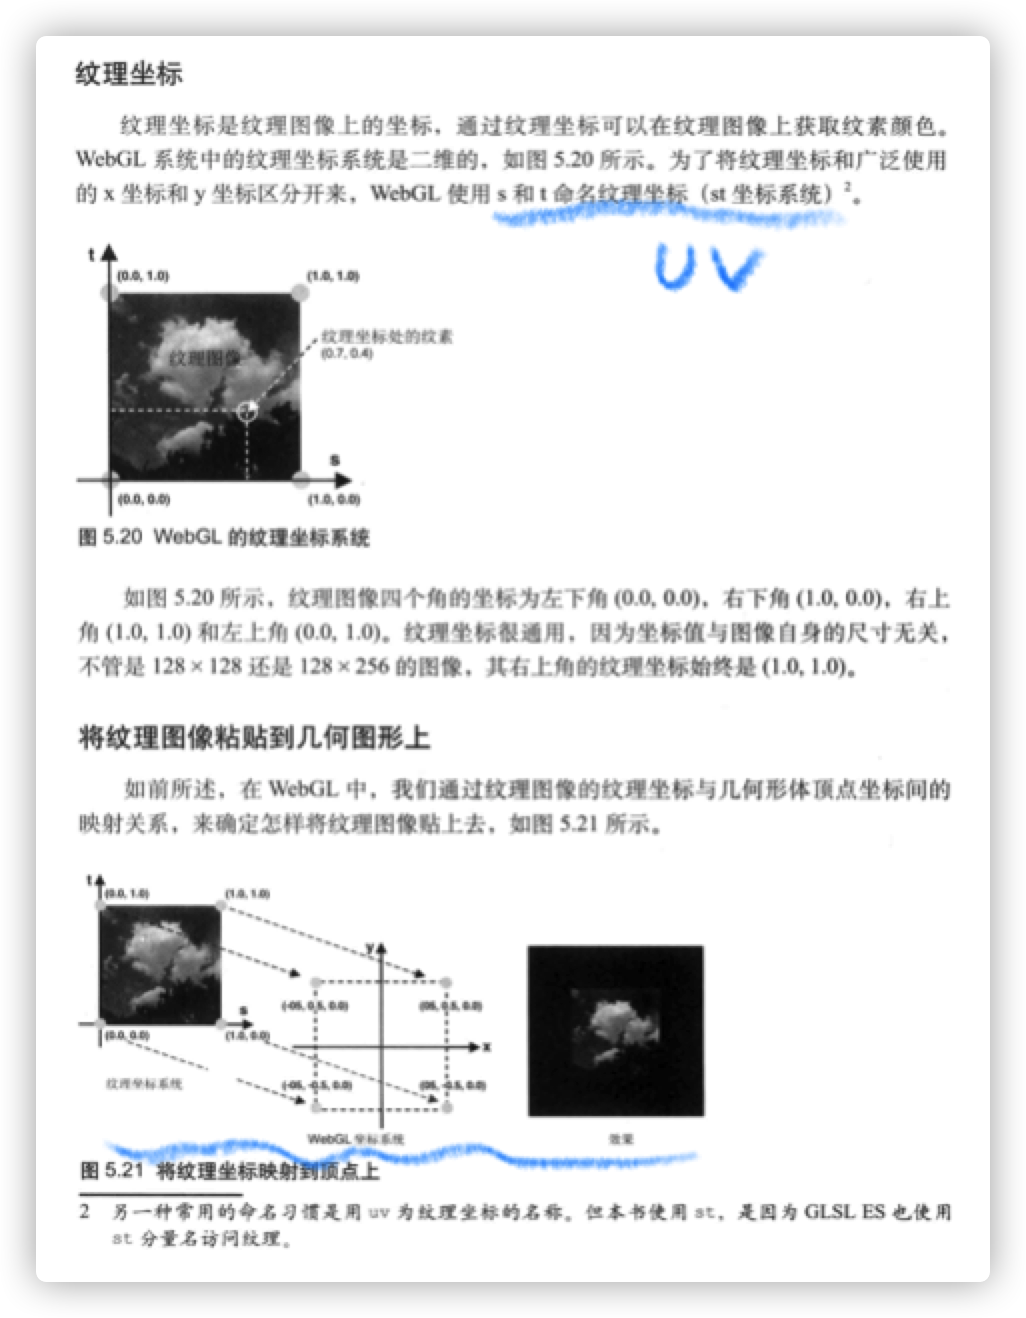 纹理坐标
纹理坐标是纹理图像上的坐标，通过纹理坐标可以在纹理图像上获取纹素颜色。
WebGL 系统中的纹理坐标系统是二维的，如图 5.20 所示。为了将纹理坐标和广泛使用
的 x 坐标和 y 坐标区分开来，WebGL 使用 s 和 t 命名纹理坐标（st 坐标系统）2。
UV
t
(0.0, 1.0)
(1.0, 1.0)
纹理坐标处的纹素
(0.7, 0.4)
纹理图像
s
(0.0, 0.0)
(1.0, 0.0)
图 5.20 WebGL 的纹理坐标系统
如图 5.20 所示，纹理图像四个角的坐标为左下角 (0.0, 0.0)，右下角 (1.0, 0.0)，右上
角 (1.0, 1.0) 和左上角 (0.0, 1.0)。纹理坐标很通用，因为坐标值与图像自身的尺寸无关，
不管是 128 × 128 还是 128 × 256 的图像，其右上角的纹理坐标始终是 (1.0, 1.0)。
将纹理图像粘贴到几何图形上
如前所述，在 WebGL 中，我们通过纹理图像的纹理坐标与几何形体顶点坐标间的
映射关系，来确定怎样将纹理图像贴上去，如图 5.21 所示。
t
(0.0, 1.0)
(1.0, 1.0)
y
(-05, 0.5, 0.0)
(05, 0.5, 0.0)
s
(0.0, 0.0)
(1.0, 0.0)
x
纹理坐标系统
(-05, -0.5, 0.0)
(05, -0.5, 0.0)
WebGL 坐标系统
效果
图 5.21 将纹理坐标映射到顶点上
2 另一种常用的命名习惯是用 uv 为纹理坐标的名称。但本书使用 st，是因为 GLSL ES 也使用
st 分量名访问纹理。